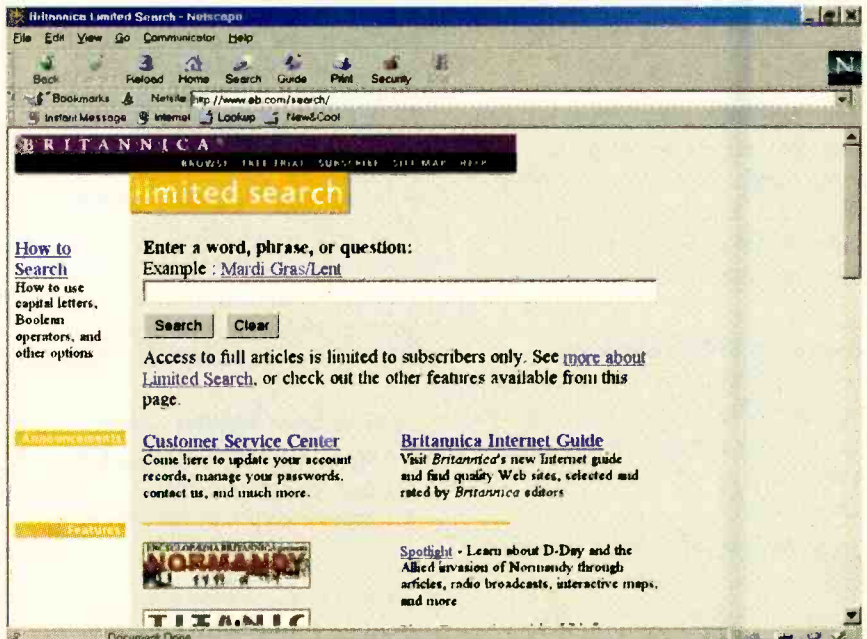 Britannica Limited Search - Netscape
File Edit View Go Communicator Help
Back Reload Home Search Guide Print Security
N
Bookmarks Netsite http://www.eb.com/search/
Instant Message Internet Lookup New&Cool
BRITANNICA
BROWSE FREE TRIAL SUBSCRIBE SITE MAP HELP
limited search
How to
Search
How to use
capital letters,
Boolean
operators, and
other options
Enter a word, phrase, or question:
Example : Mardi Gras/Lent
Search Clear
Access to full articles is limited to subscribers only. See more about
Limited Search, or check out the other features available from this
page.
Announcements
Customer Service Center
Come here to update your account
records, manage your passwords,
contact us, and much more.
Britannica Internet Guide
Visit Britannica's new Internet guide
and find quality Web sites, selected and
rated by Britannica editors
Features
ENCYCLOPÆDIA BRITANNICA presents
NORMANDY
Spotlight - Learn about D-Day and the
Allied invasion of Normandy through
articles, radio broadcasts, interactive maps,
and more
TITANIC
Document: Done